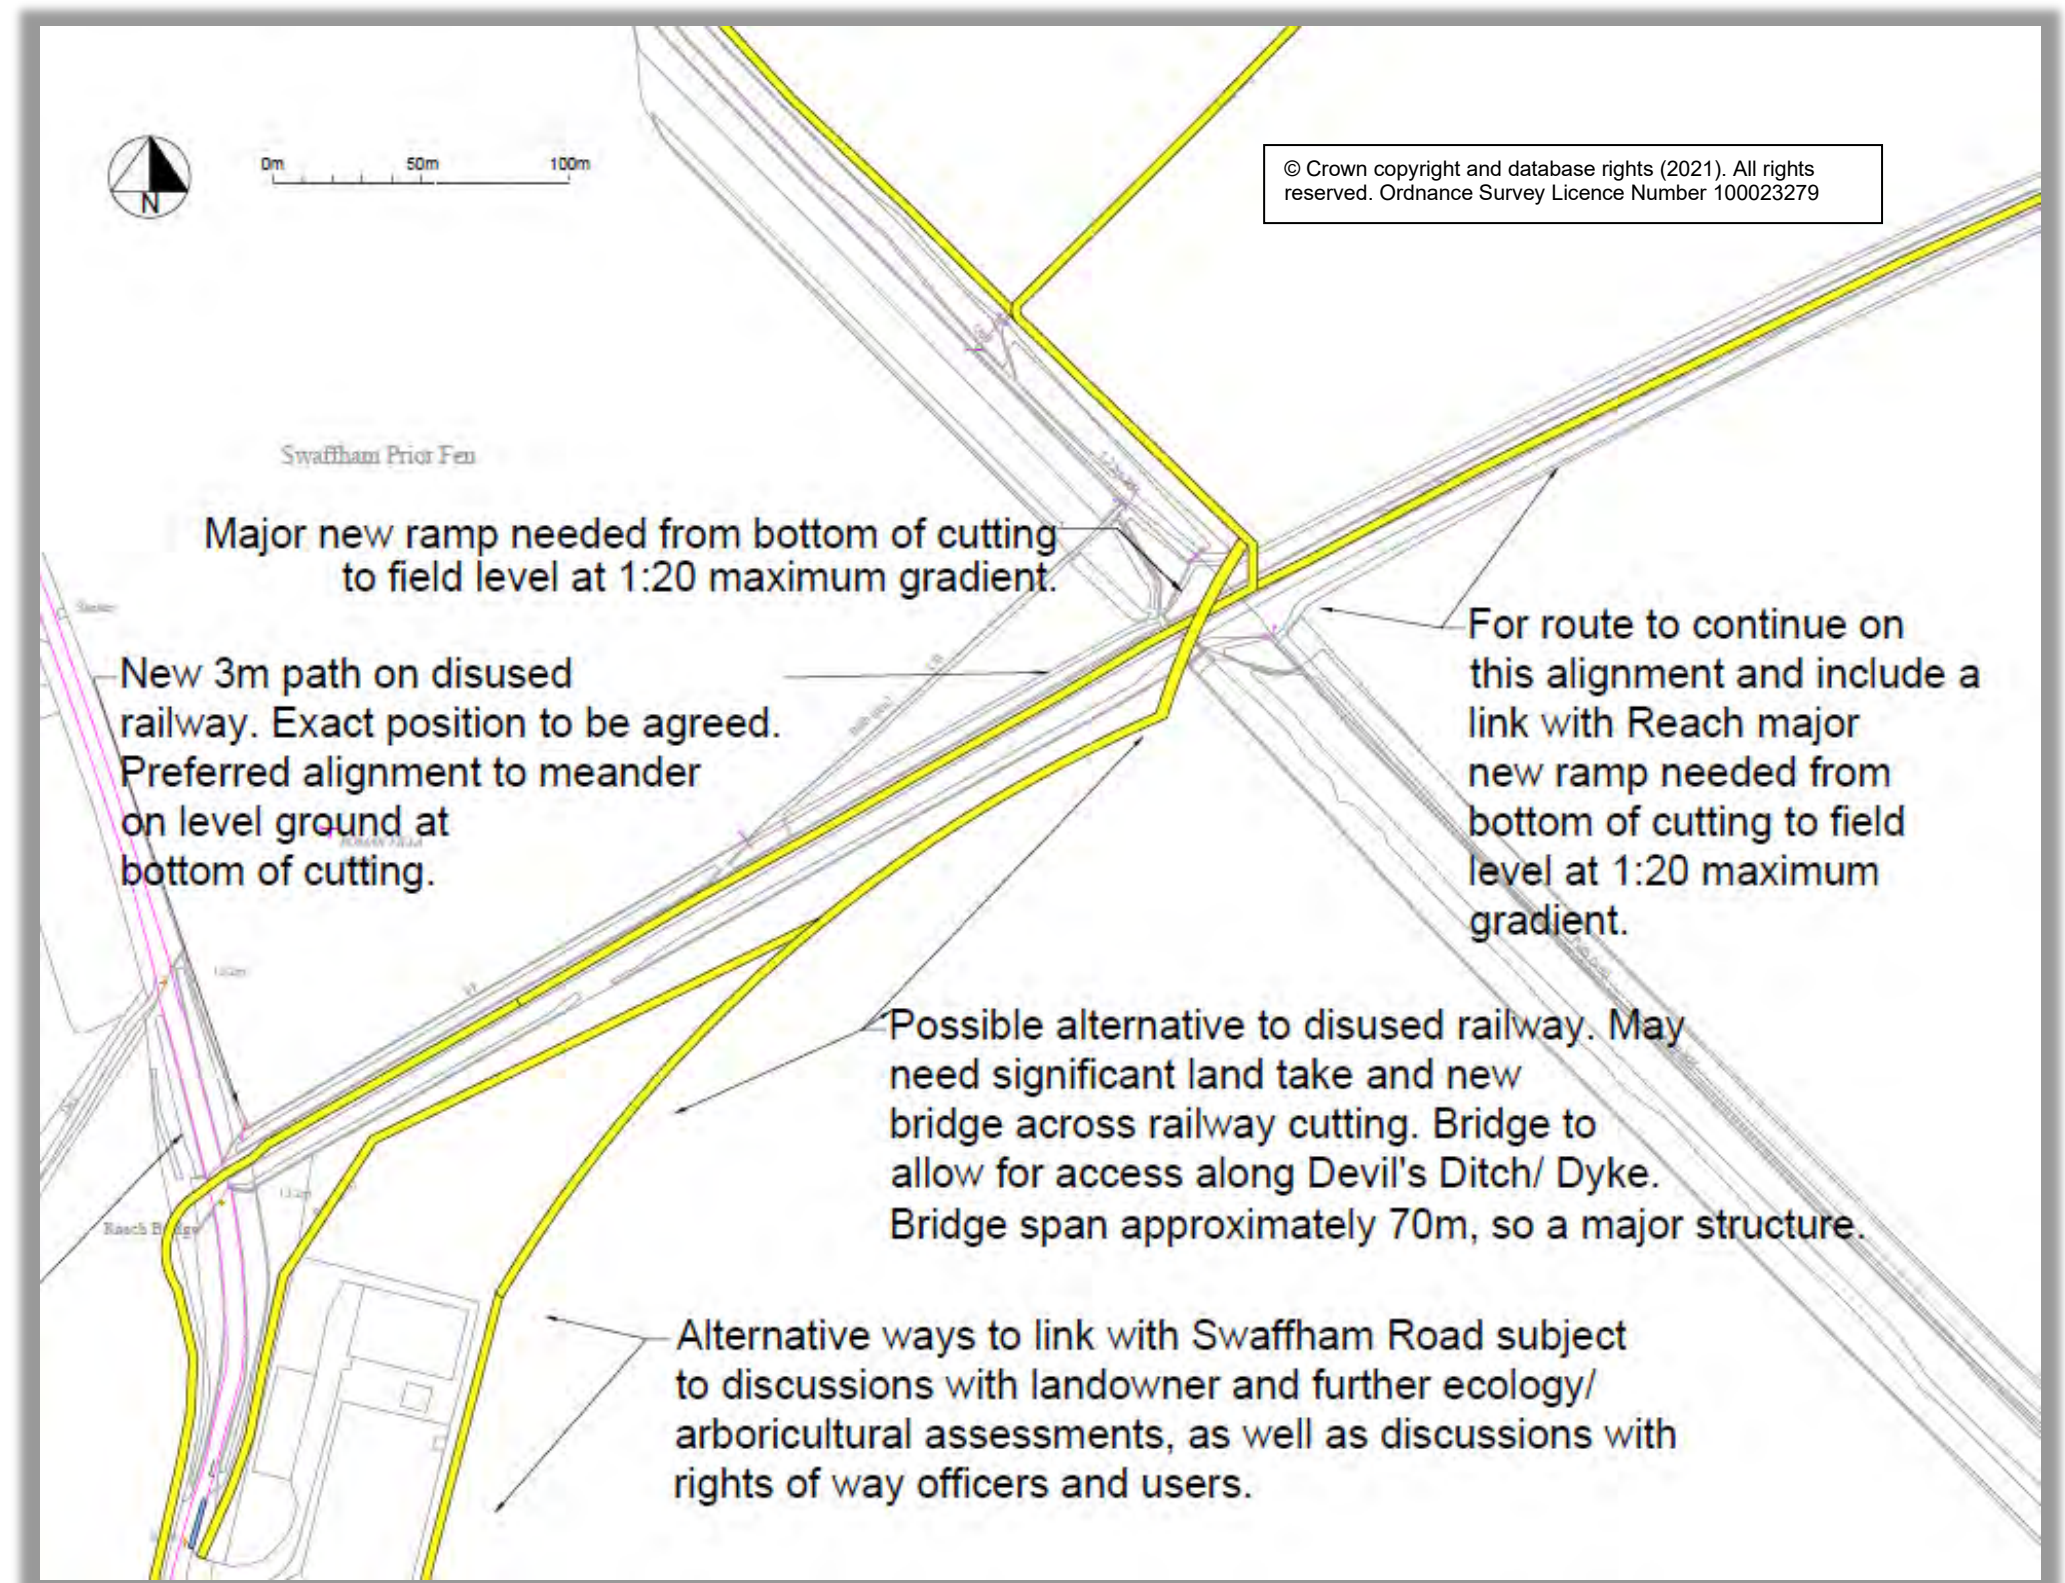 N
0m 50m 100m
© Crown copyright and database rights (2021). All rights
reserved. Ordnance Survey Licence Number 100023279
Swaffham Prior Fen
Major new ramp needed from bottom of cutting
to field level at 1:20 maximum gradient.
New 3m path on disused
railway. Exact position to be agreed.
Preferred alignment to meander
on level ground at
bottom of cutting.
For route to continue on
this alignment and include a
link with Reach major
new ramp needed from
bottom of cutting to field
level at 1:20 maximum
gradient.
Possible alternative to disused railway. May
need significant land take and new
bridge across railway cutting. Bridge to
allow for access along Devil's Ditch/ Dyke.
Bridge span approximately 70m, so a major structure.
Reach Bridge
Alternative ways to link with Swaffham Road subject
to discussions with landowner and further ecology/
arboricultural assessments, as well as discussions with
rights of way officers and users.